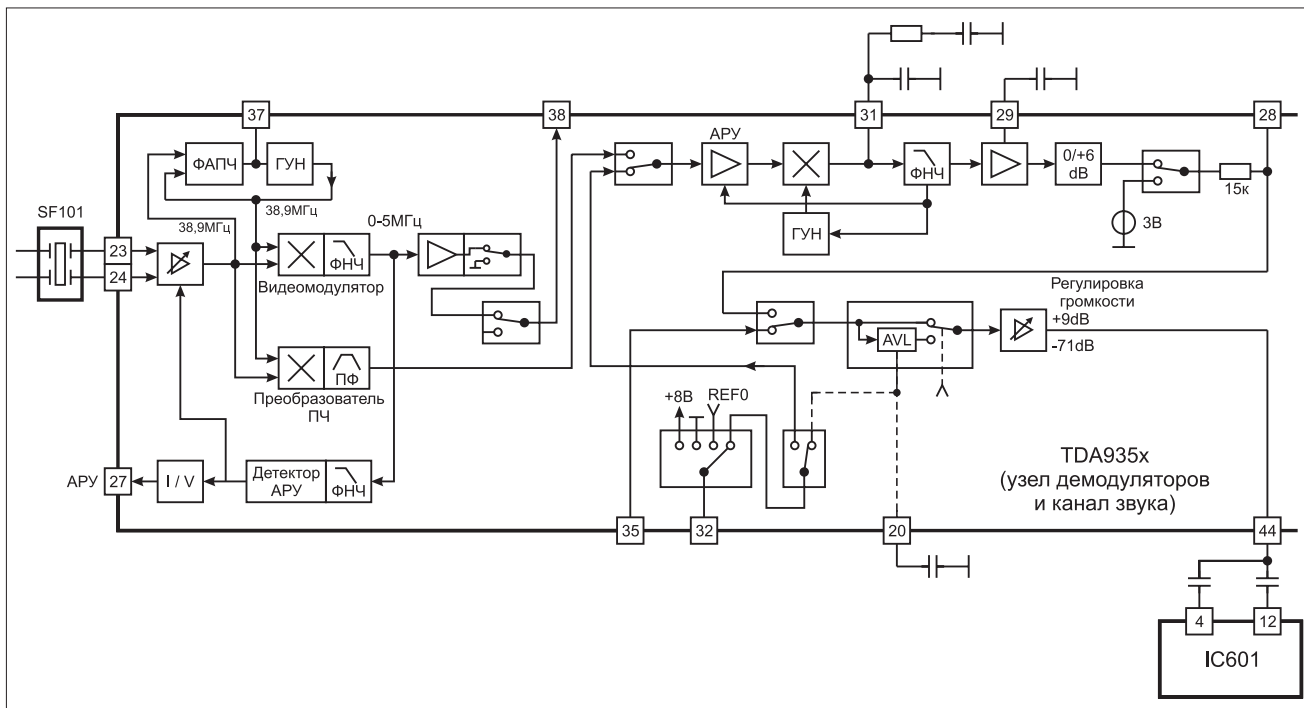 37
38
31
29
28
ФАПЧ
ГУН
АРУ
ФНЧ
0/+6
dB
15к
3В
ГУН
SF101
38,9МГц
38,9МГц
0-5МГц
23
24
ФНЧ
Видеомодулятор
ПФ
Преобразователь
ПЧ
Регулировка
громкости
+9dB
-71dB
AVL
+8В
REF0
АРУ
27
I / V
Детектор
АРУ
ФНЧ
TDA935x
(узел демодуляторов
и канал звука)
35
32
20
44
4
12
IC601